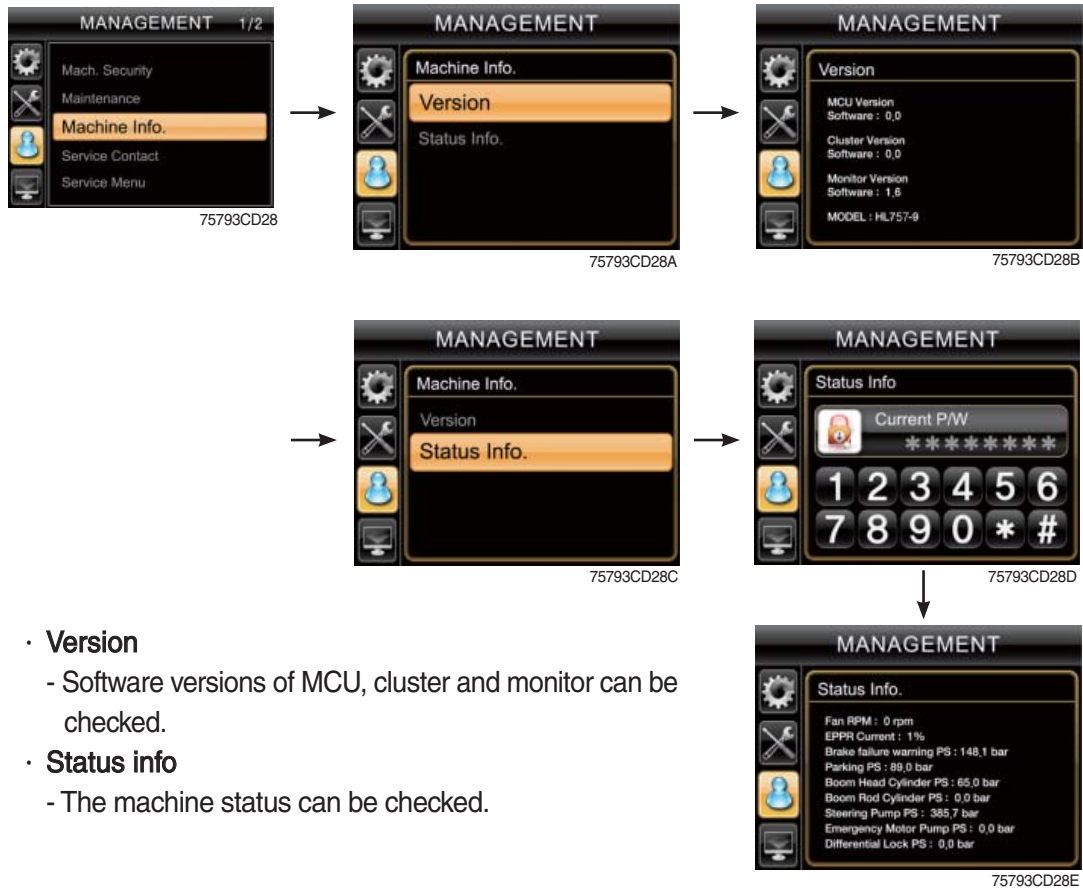 MANAGEMENT 1/2
Mach. Security
Maintenance
Machine Info.
Service Contact
Service Menu
75793CD28
MANAGEMENT
Machine Info.
Version
Status Info.
75793CD28A
MANAGEMENT
Version
MCU Version
Software : 0,0
Cluster Version
Software : 0,0
Monitor Version
Software : 1,6
MODEL : HL757-9
75793CD28B
MANAGEMENT
Machine Info.
Version
Status Info.
75793CD28C
MANAGEMENT
Status Info
Current P/W
********
1 2 3 4 5 6
7 8 9 0 * #
75793CD28D
· Version
- Software versions of MCU, cluster and monitor can be
checked.
· Status info
- The machine status can be checked.
MANAGEMENT
Status Info.
Fan RPM : 0 rpm
EPPR Current : 1%
Brake failure warning PS : 148,1 bar
Parking PS : 89,0 bar
Boom Head Cylinder PS : 65,0 bar
Boom Rod Cylinder PS : 0,0 bar
Steering Pump PS : 385,7 bar
Emergency Motor Pump PS : 0,0 bar
Differential Lock PS : 0,0 bar
75793CD28E